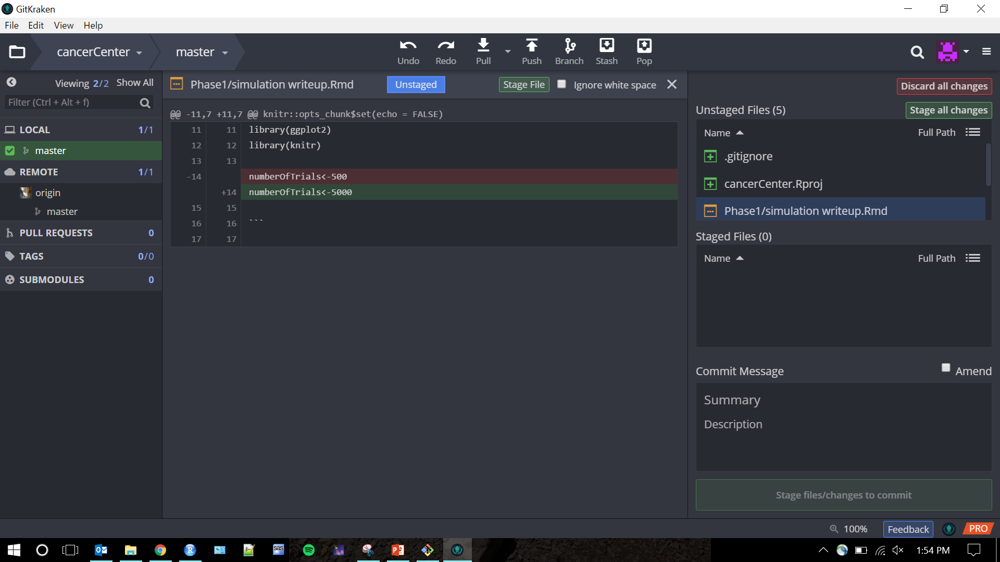 GitKraken
File Edit View Help
cancerCenter master Undo Redo Pull Push Branch Stash Pop
Viewing 2/2 Show All
Filter (Ctrl + Alt + f)
LOCAL 1/1
master
REMOTE 1/1
origin
master
PULL REQUESTS 0
TAGS 0/0
SUBMODULES 0
Phase1/simulation writeup.Rmd Unstaged Stage File Ignore white space
@@ -11,7 +11,7 @@ knitr::opts_chunk$set(echo = FALSE)
11 11 library(ggplot2)
12 12 library(knitr)
13 13
-14 numberOfTrials<-500
+14 numberOfTrials<-5000
15 15
16 16 ```
17 17
Discard all changes
Unstaged Files (5) Stage all changes
Name Full Path
.gitignore
cancerCenter.Rproj
Phase1/simulation writeup.Rmd
Staged Files (0)
Name Full Path
Commit Message Amend
Summary
Description
Stage files/changes to commit
100% Feedback PRO
1:54 PM